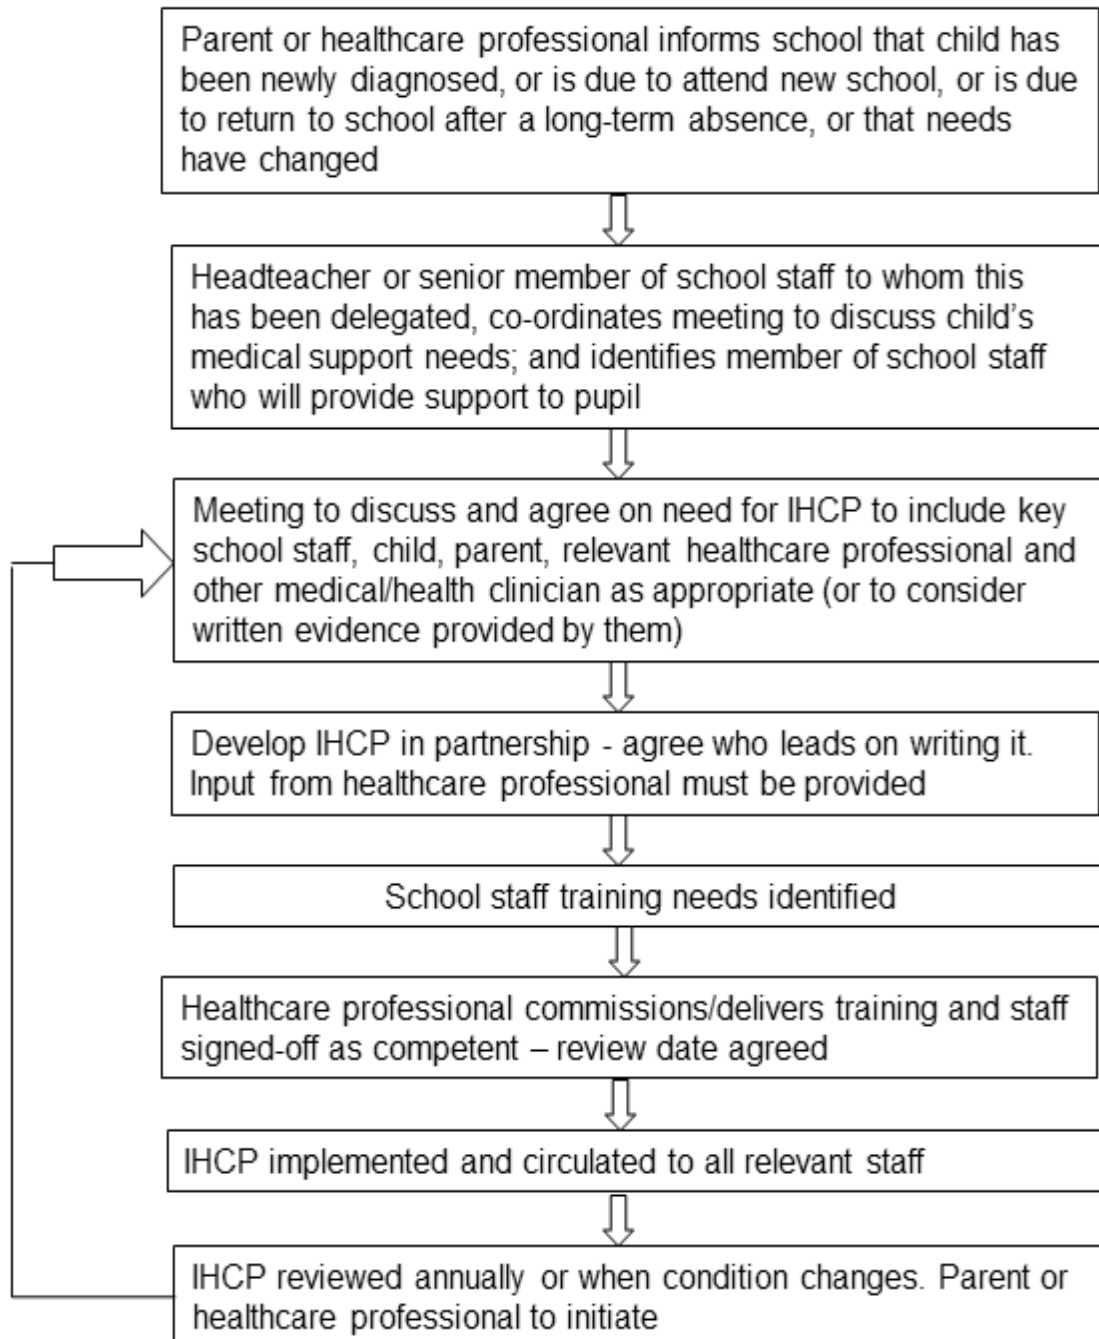 Parent or healthcare professional informs school that child has
been newly diagnosed, or is due to attend new school, or is due
to return to school after a long-term absence, or that needs
have changed
Headteacher or senior member of school staff to whom this
has been delegated, co-ordinates meeting to discuss child’s
medical support needs; and identifies member of school staff
who will provide support to pupil
Meeting to discuss and agree on need for IHCP to include key
school staff, child, parent, relevant healthcare professional and
other medical/health clinician as appropriate (or to consider
written evidence provided by them)
Develop IHCP in partnership - agree who leads on writing it.
Input from healthcare professional must be provided
School staff training needs identified
Healthcare professional commissions/delivers training and staff
signed-off as competent – review date agreed
IHCP implemented and circulated to all relevant staff
IHCP reviewed annually or when condition changes. Parent or
healthcare professional to initiate